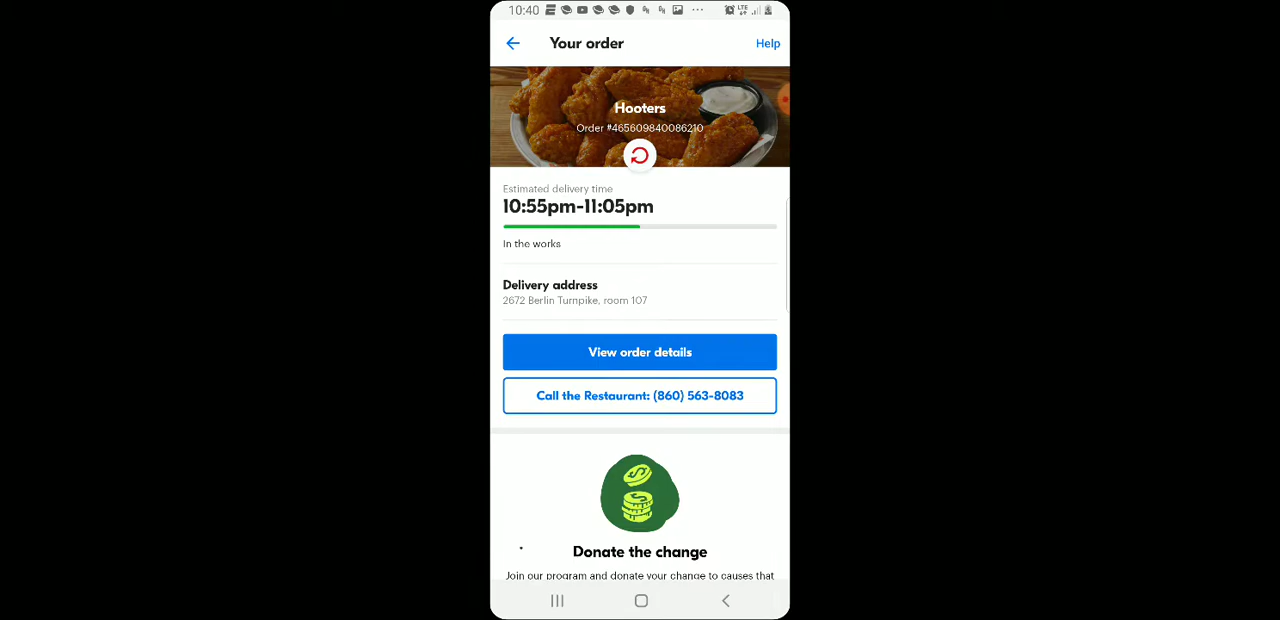 10:40
LTE
Your order
Help
Hooters
Order #465609840086210
Estimated delivery time
10:55pm-11:05pm
In the works
Delivery address
2672 Berlin Turnpike, room 107
View order details
Call the Restaurant: (860) 563-8083
Donate the change
Join our program and donate your change to causes that